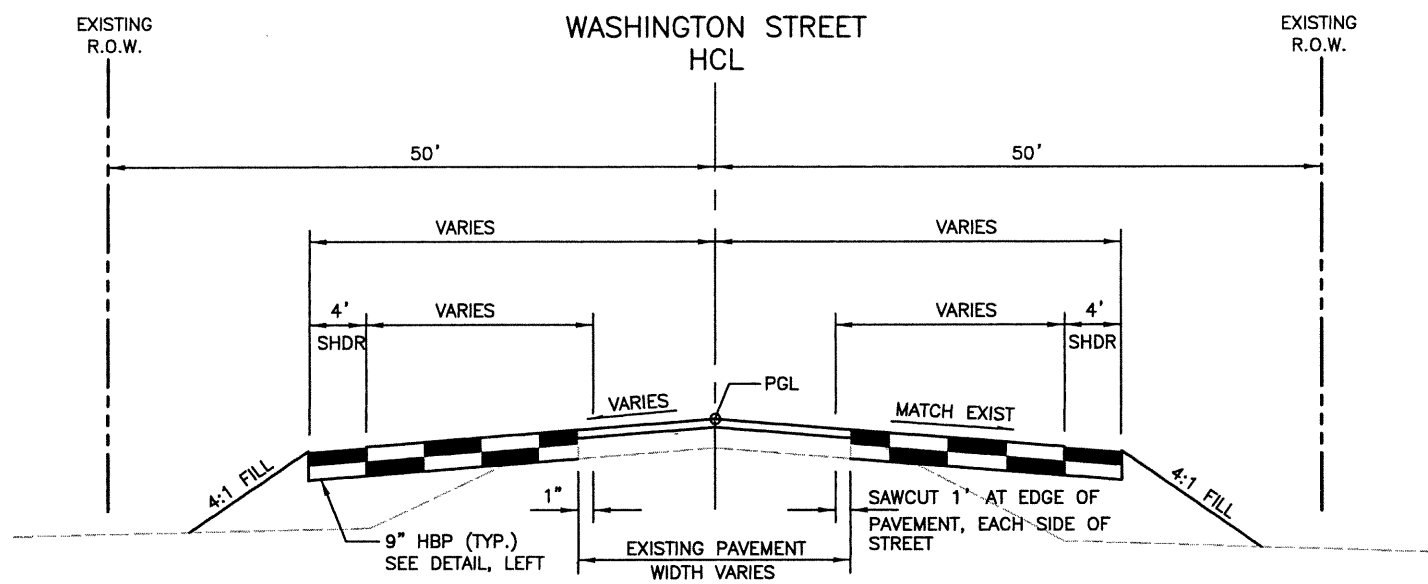 EXISTING
R.O.W.
WASHINGTON STREET
HCL
EXISTING
R.O.W.
50'
50'
VARIES
VARIES
4'
SHDR
VARIES
VARIES
4'
SHDR
PGL
VARIES
MATCH EXIST
4:1 FILL
4:1 FILL
1"
SAWCUT 1' AT EDGE OF
PAVEMENT, EACH SIDE OF
STREET
9" HBP (TYP.)
SEE DETAIL, LEFT
EXISTING PAVEMENT
WIDTH VARIES